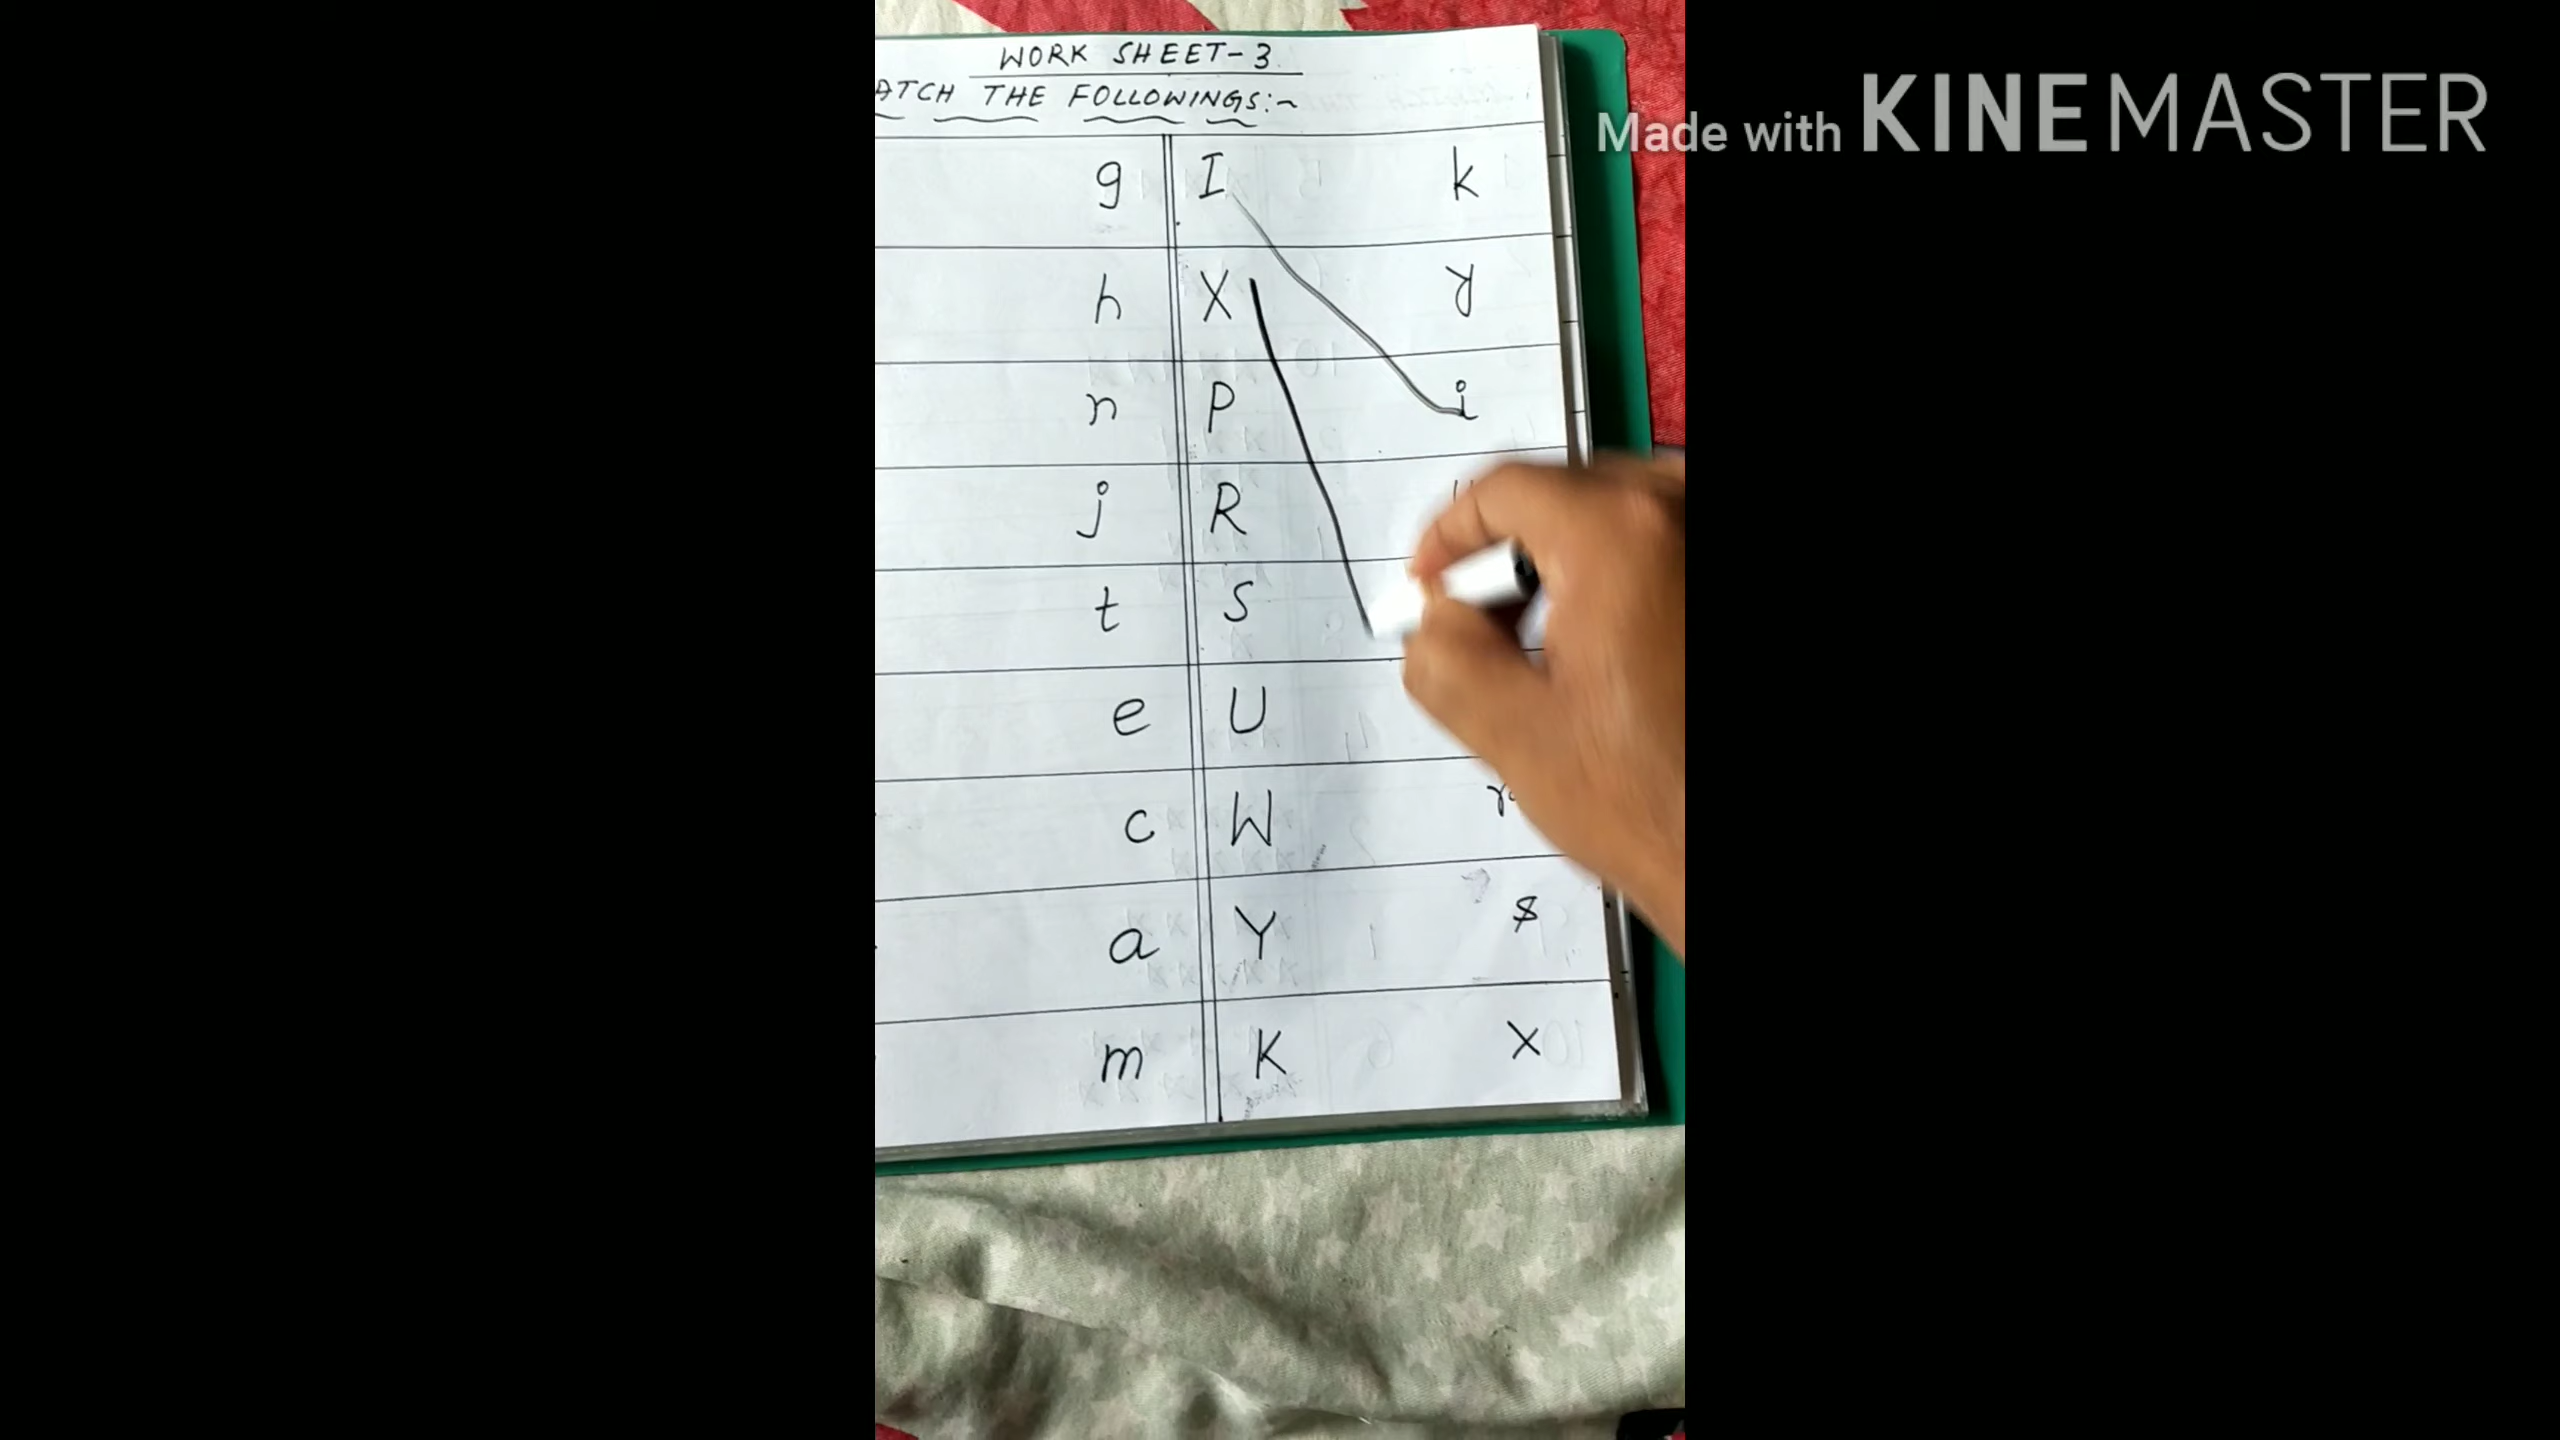 WORK SHEET-3
ATCH THE FOLLOWINGS:~
Made with KINEMASTER
g I k
h X y
n P i
j R u
t S
e U
c W r
a Y s
m K x